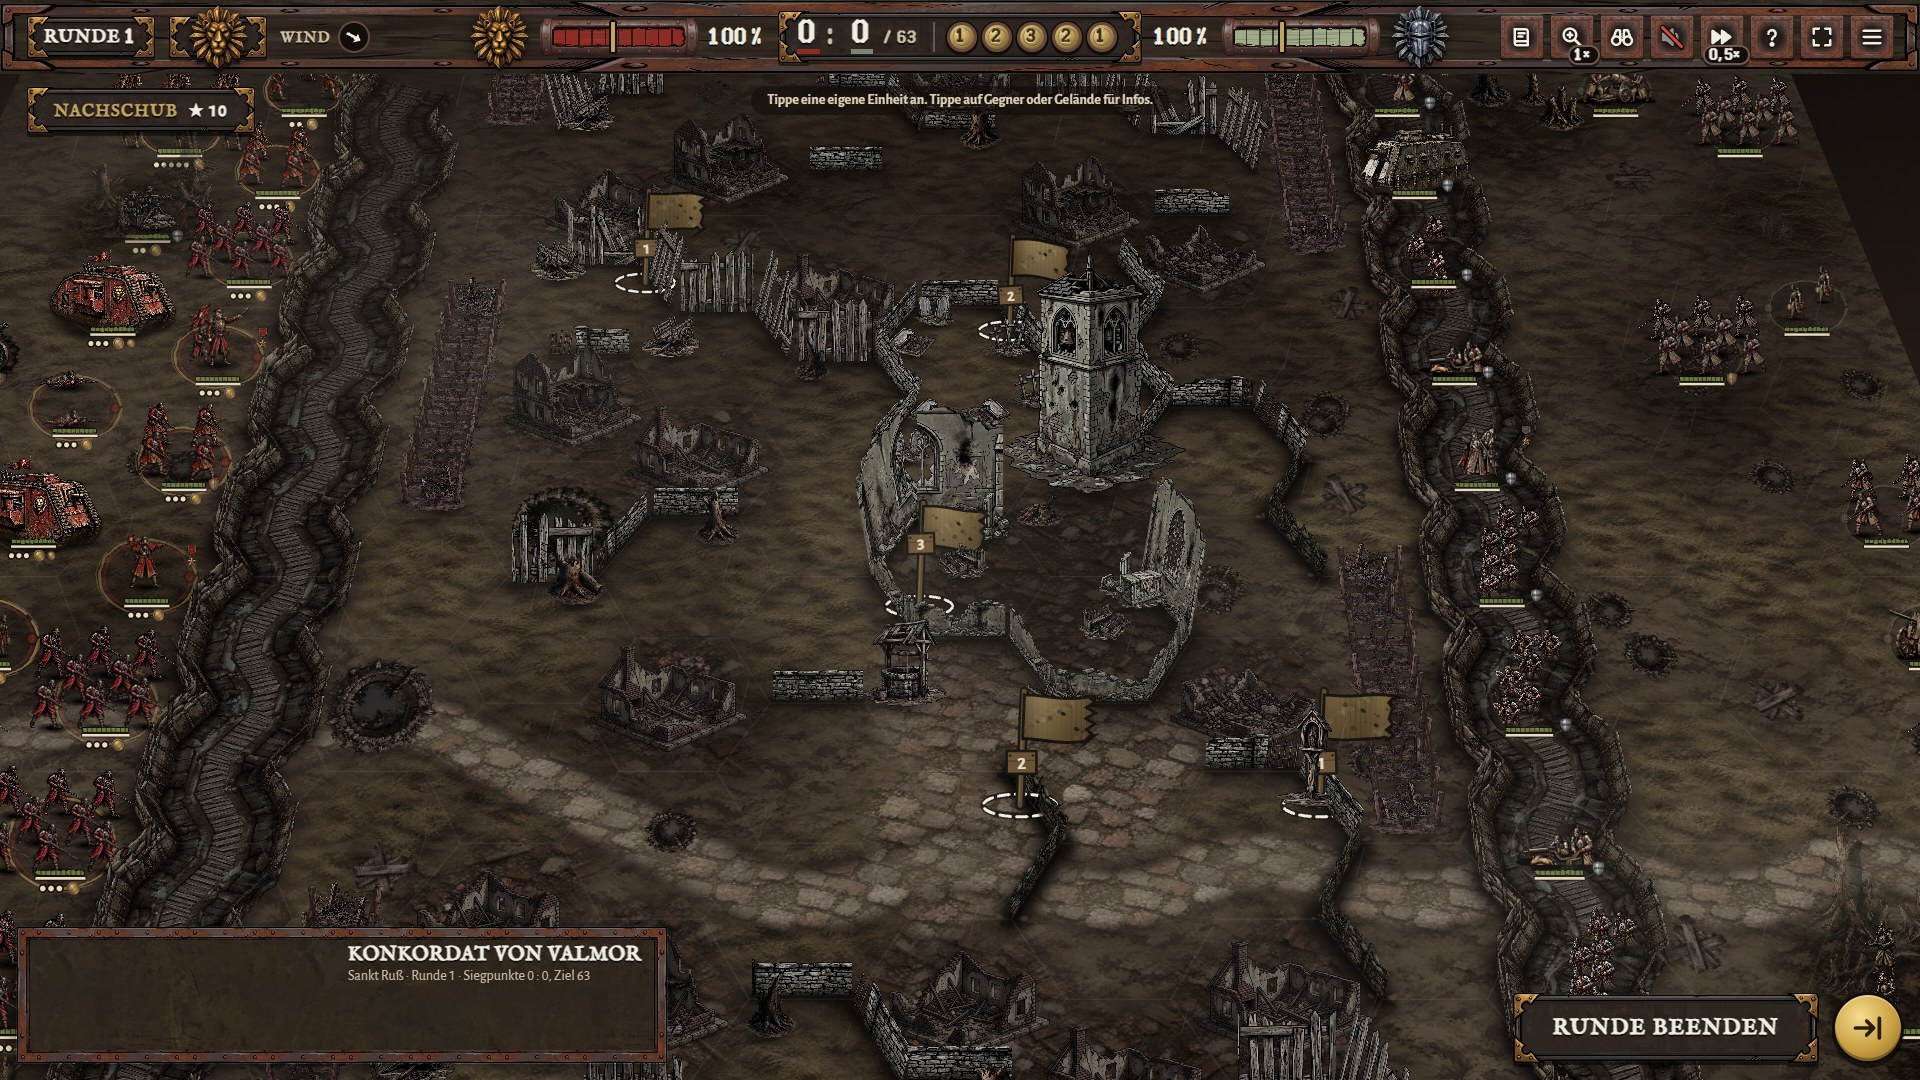 RUNDE 1
WIND
100 %
0 : 0 / 63
1 2 3 2 1
100 %
1×
0,5×
?
NACHSCHUB ★ 10
Tippe eine eigene Einheit an. Tippe auf Gegner oder Gelände für Infos.
1
2
3
2
1
KONKORDAT VON VALMOR
Sankt Ruß · Runde 1 · Siegpunkte 0 : 0, Ziel 63
RUNDE BEENDEN